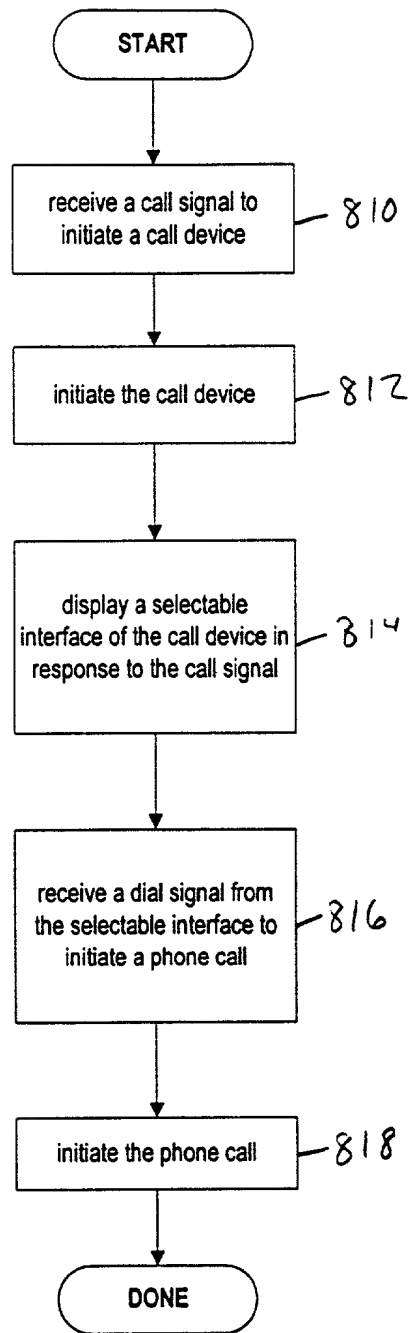 START
receive a call signal to
initiate a call device
810
initiate the call device
812
display a selectable
interface of the call device in
response to the call signal
814
receive a dial signal from
the selectable interface to
initiate a phone call
816
initiate the phone call
818
DONE